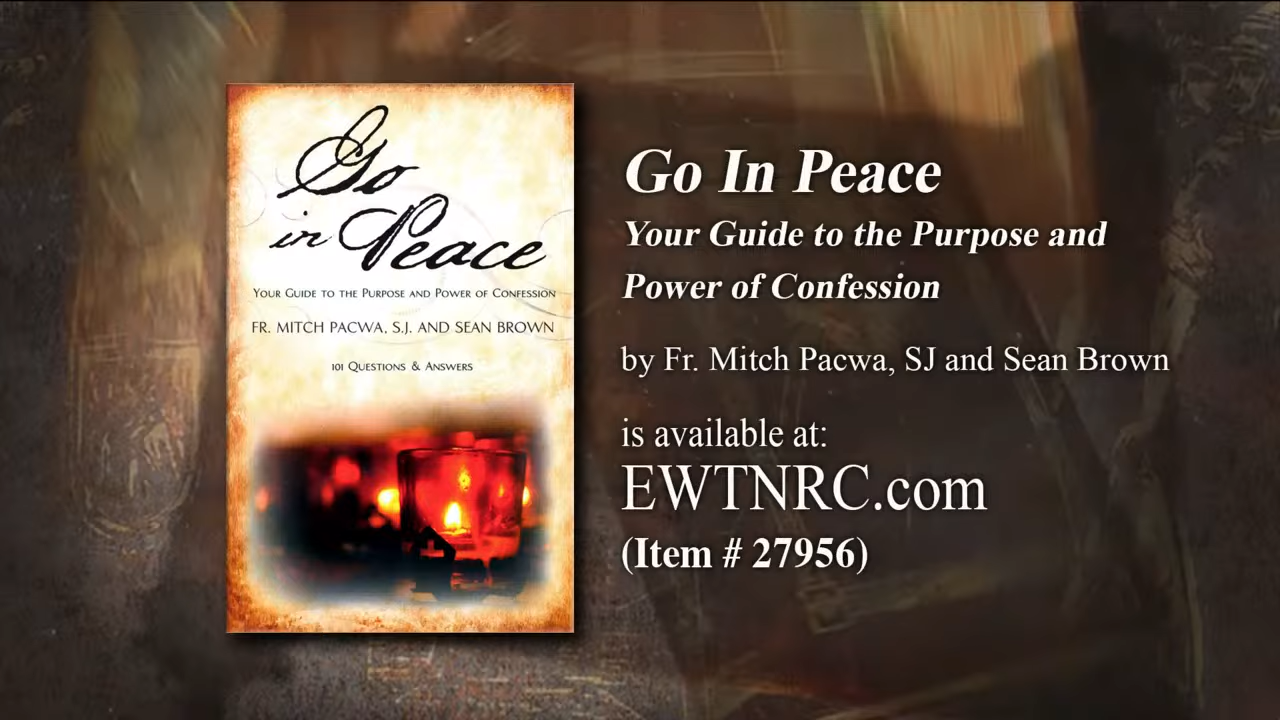 Go
in Peace
Your Guide to the Purpose and Power of Confession
FR. MITCH PACWA, S.J. AND SEAN BROWN
101 Questions & Answers
Go In Peace
Your Guide to the Purpose and
Power of Confession
by Fr. Mitch Pacwa, SJ and Sean Brown
is available at:
EWTNRC.com
(Item # 27956)